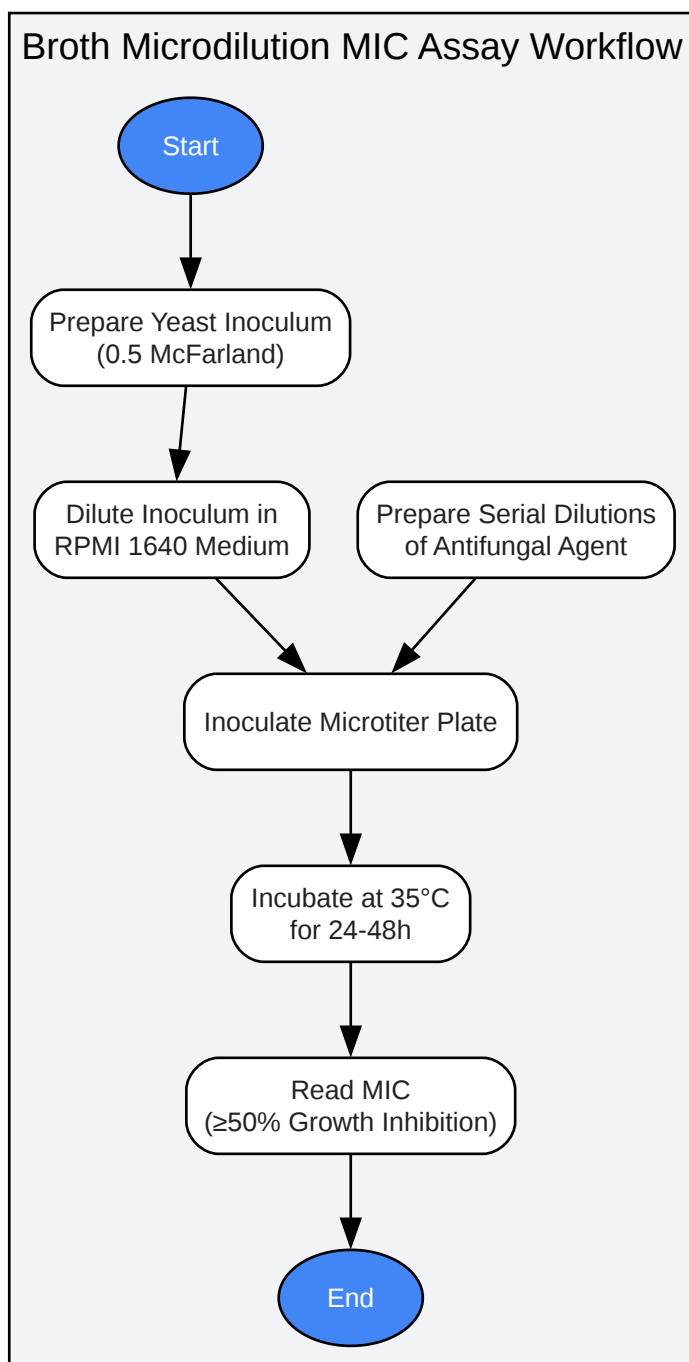 Broth Microdilution MIC Assay Workflow
Start
Prepare Yeast Inoculum
(0.5 McFarland)
Dilute Inoculum in
RPMI 1640 Medium
Prepare Serial Dilutions
of Antifungal Agent
Inoculate Microtiter Plate
Incubate at 35°C
for 24-48h
Read MIC
(≥50% Growth Inhibition)
End